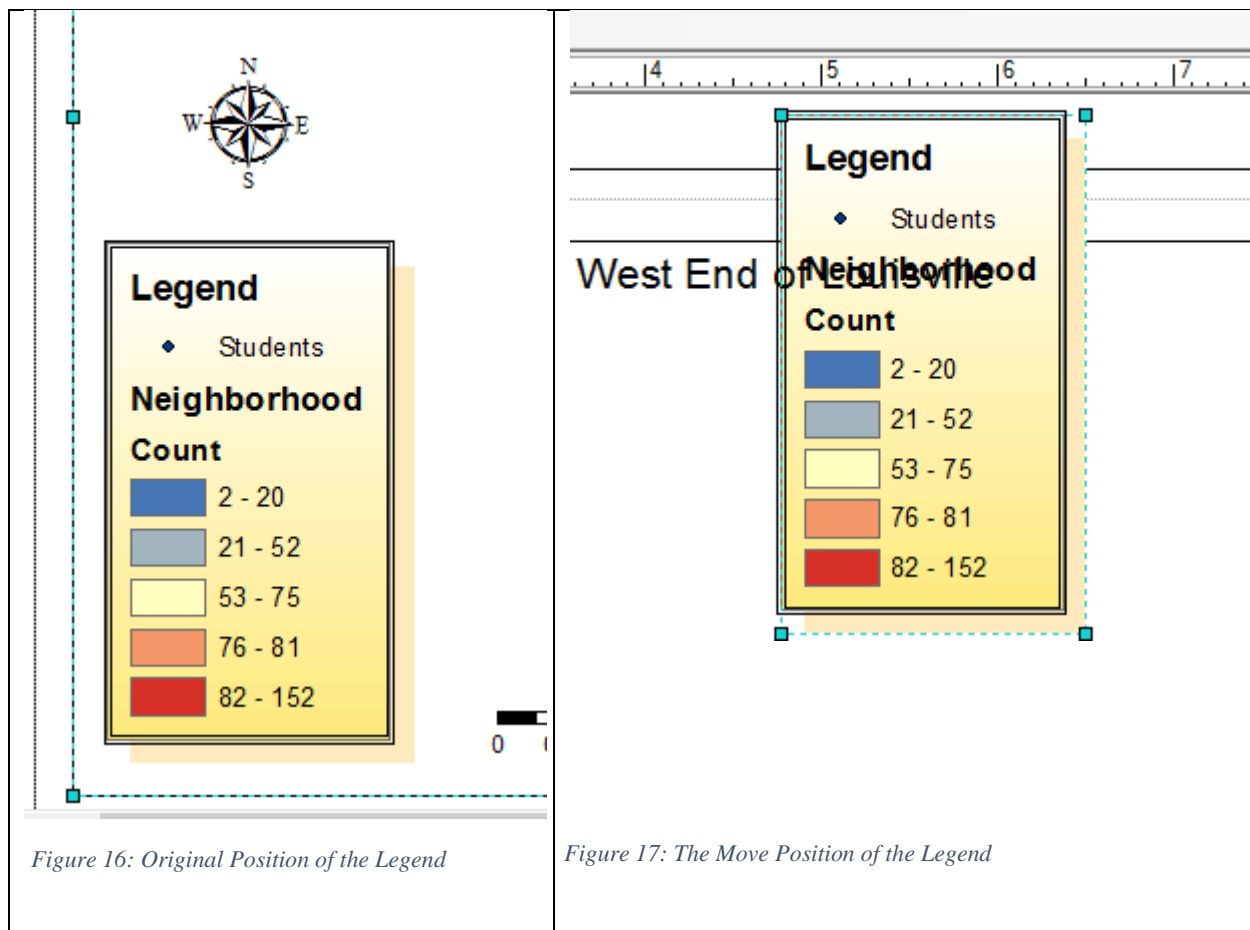 N
W E
S
Legend
Students
Neighborhood
Count
2 - 20
21 - 52
53 - 75
76 - 81
82 - 152
0
Figure 16: Original Position of the Legend
4 5 6 7
Legend
Students
West End of Louisville
Neighborhood
Count
2 - 20
21 - 52
53 - 75
76 - 81
82 - 152
Figure 17: The Move Position of the Legend